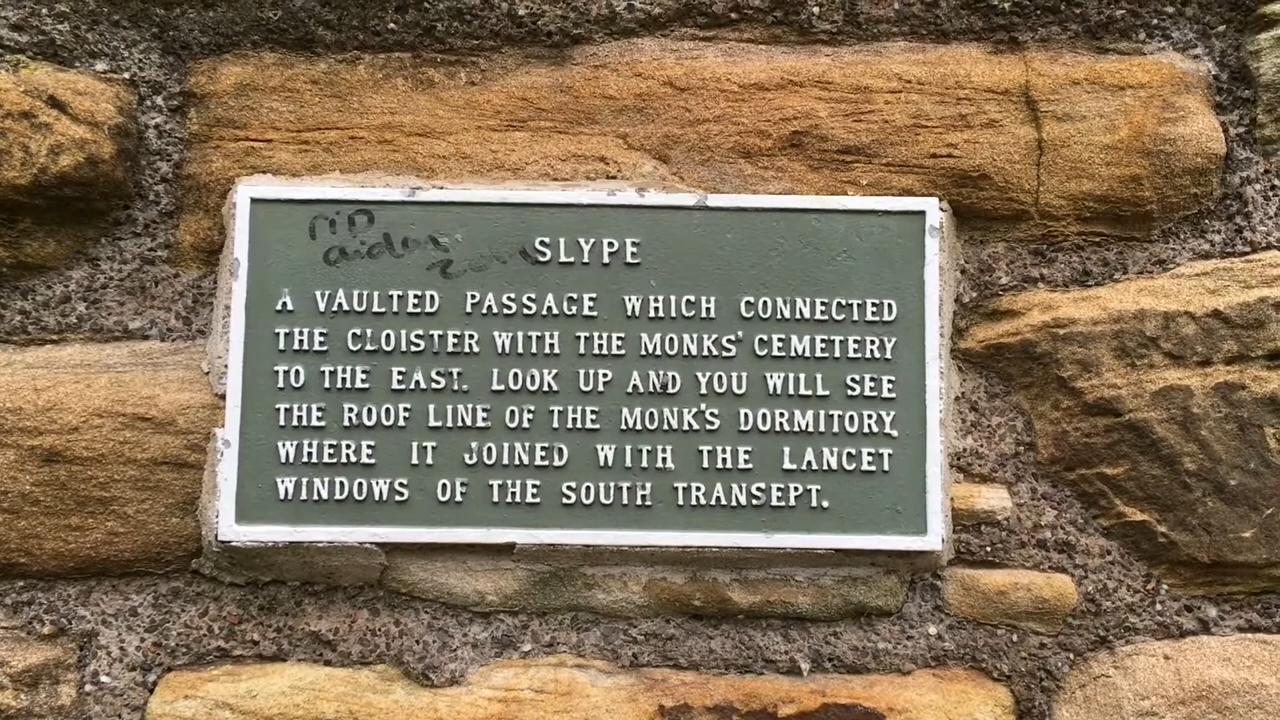 rip
SLYPE
A VAULTED PASSAGE WHICH CONNECTED
THE CLOISTER WITH THE MONKS' CEMETERY
TO THE EAST. LOOK UP AND YOU WILL SEE
THE ROOF LINE OF THE MONK'S DORMITORY,
WHERE IT JOINED WITH THE LANCET
WINDOWS OF THE SOUTH TRANSEPT.